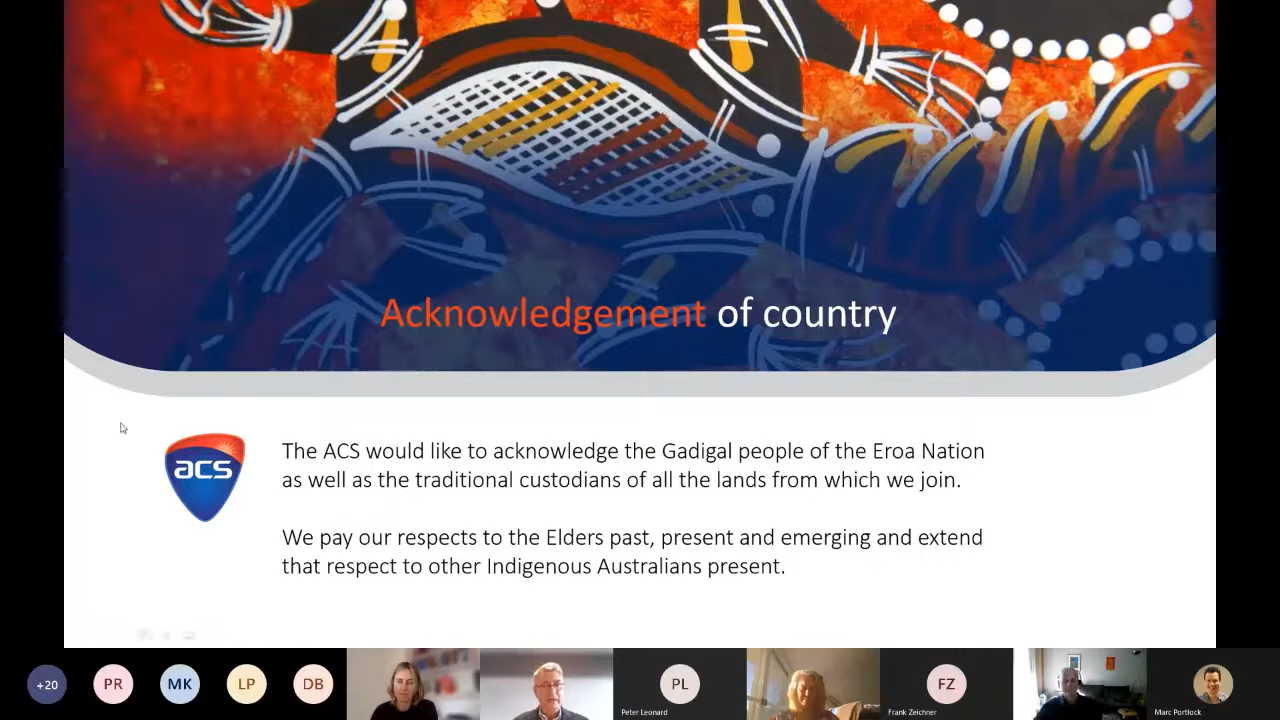 Acknowledgement of country
acs
The ACS would like to acknowledge the Gadigal people of the Eroa Nation
as well as the traditional custodians of all the lands from which we join.
We pay our respects to the Elders past, present and emerging and extend
that respect to other Indigenous Australians present.
+20
PR
MK
LP
DB
PL
FZ
Peter Leonard
Frank Zeichner
Marc Portlock